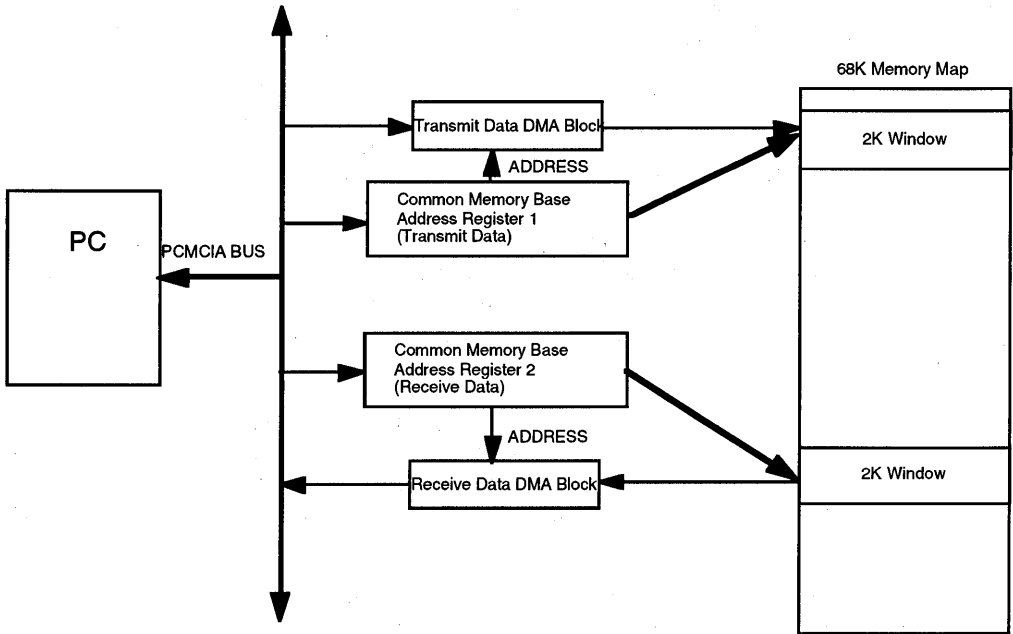 68K Memory Map
Transmit Data DMA Block
2K Window
ADDRESS
Common Memory Base
Address Register 1
(Transmit Data)
PC
PCMCIA BUS
Common Memory Base
Address Register 2
(Receive Data)
ADDRESS
2K Window
Receive Data DMA Block